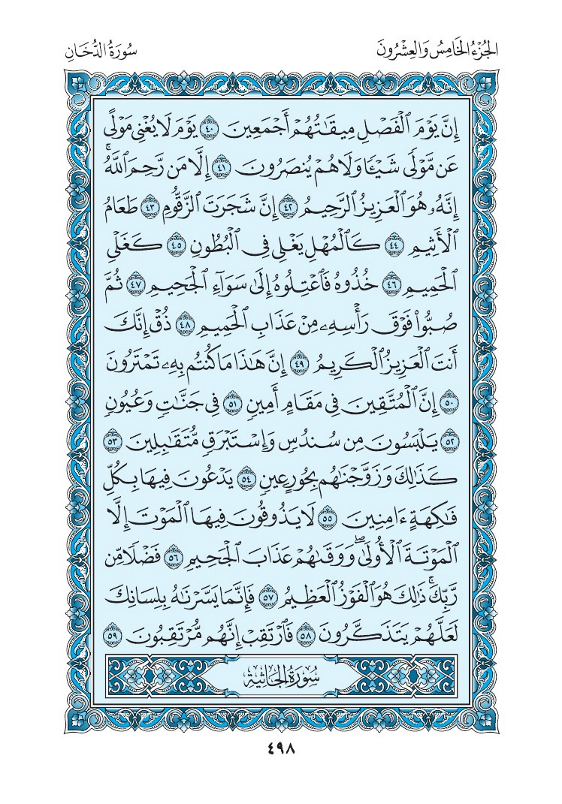 الجُزْءُ الخَامِسُ وَالعِشْرُونَ
سُورَةُ الدُّخَانِ
إِنَّ يَوْمَ ٱلْفَصْلِ مِيقَٰتُهُمْ أَجْمَعِينَ ٤٠ يَوْمَ لَا يُغْنِى مَوْلًى
عَن مَّوْلًى شَيْـًٔا وَلَا هُمْ يُنصَرُونَ ٤١ إِلَّا مَن رَّحِمَ ٱللَّهُۚ
إِنَّهُۥ هُوَ ٱلْعَزِيزُ ٱلرَّحِيمُ ٤٢ إِنَّ شَجَرَتَ ٱلزَّقُّومِ ٤٣ طَعَامُ
ٱلْأَثِيمِ ٤٤ كَٱلْمُهْلِ يَغْلِى فِى ٱلْبُطُونِ ٤٥ كَغَلْىِ
ٱلْحَمِيمِ ٤٦ خُذُوهُ فَٱعْتِلُوهُ إِلَىٰ سَوَآءِ ٱلْجَحِيمِ ٤٧ ثُمَّ
صُبُّوا۟ فَوْقَ رَأْسِهِۦ مِنْ عَذَابِ ٱلْحَمِيمِ ٤٨ ذُقْ إِنَّكَ
أَنتَ ٱلْعَزِيزُ ٱلْكَرِيمُ ٤٩ إِنَّ هَٰذَا مَا كُنتُم بِهِۦ تَمْتَرُونَ
٥٠ إِنَّ ٱلْمُتَّقِينَ فِى مَقَامٍ أَمِينٍ ٥١ فِى جَنَّٰتٍ وَعُيُونٍ
٥٢ يَلْبَسُونَ مِن سُندُسٍ وَإِسْتَبْرَقٍ مُّتَقَٰبِلِينَ ٥٣
كَذَٰلِكَ وَزَوَّجْنَٰهُم بِحُورٍ عِينٍ ٥٤ يَدْعُونَ فِيهَا بِكُلِّ
فَٰكِهَةٍ ءَامِنِينَ ٥٥ لَا يَذُوقُونَ فِيهَا ٱلْمَوْتَ إِلَّا
ٱلْمَوْتَةَ ٱلْأُولَىٰۖ وَوَقَىٰهُمْ عَذَابَ ٱلْجَحِيمِ ٥٦ فَضْلًا مِّن
رَّبِّكَۚ ذَٰلِكَ هُوَ ٱلْفَوْزُ ٱلْعَظِيمُ ٥٧ فَإِنَّمَا يَسَّرْنَٰهُ بِلِسَانِكَ
لَعَلَّهُمْ يَتَذَكَّرُونَ ٥٨ فَٱرْتَقِبْ إِنَّهُم مُّرْتَقِبُونَ ٥٩
سُورَةُ الجَاثِيَةِ
٤٩٨